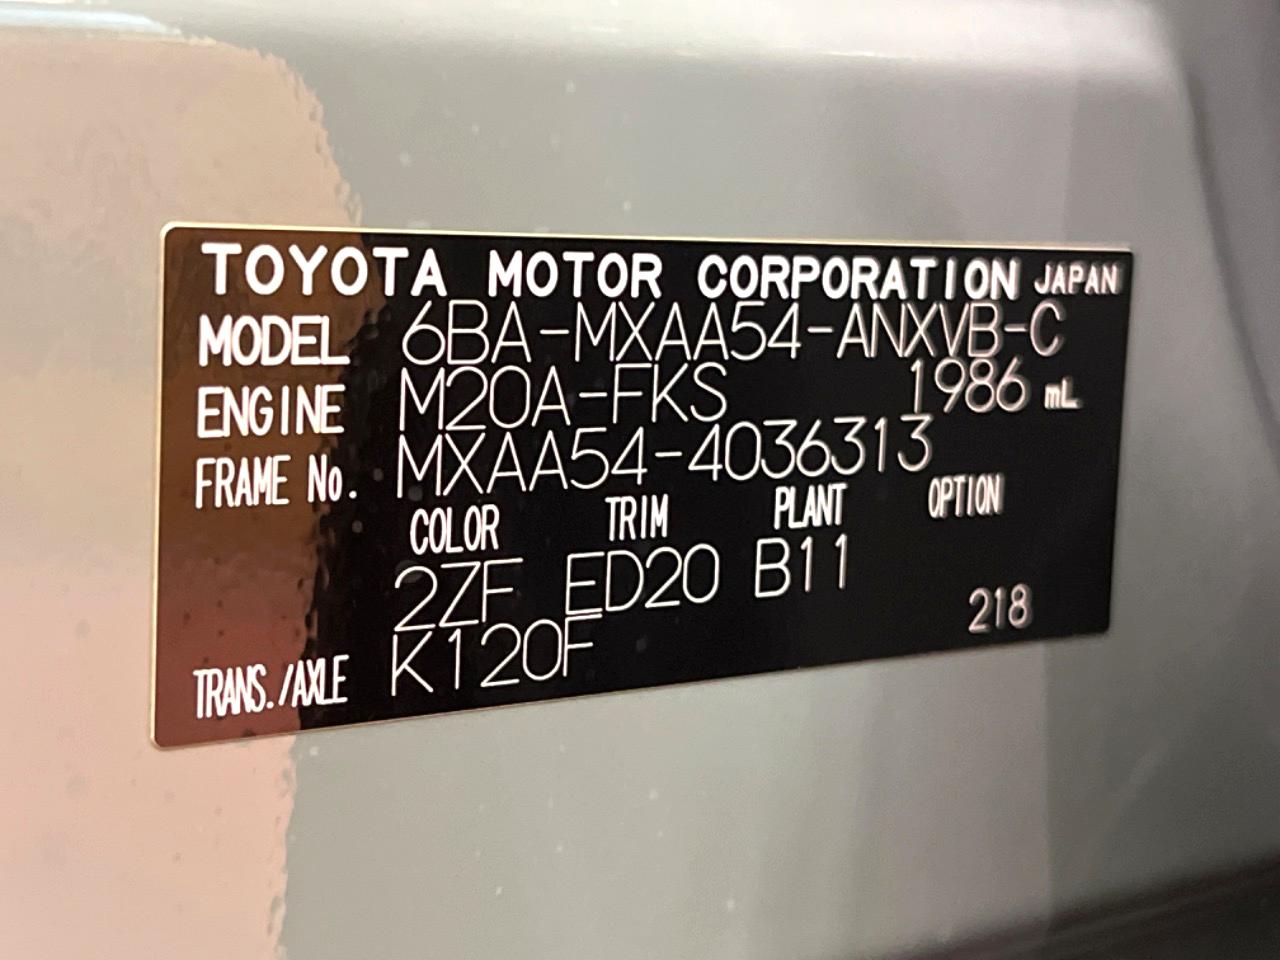 TOYOTA MOTOR CORPORATION JAPAN
MODEL 6BA-MXAA54-ANXVB-C
ENGINE M20A-FKS 1986 mL
FRAME No. MXAA54-4036313
COLOR TRIM PLANT OPTION
2ZF ED20 B11
TRANS./AXLE K120F 218